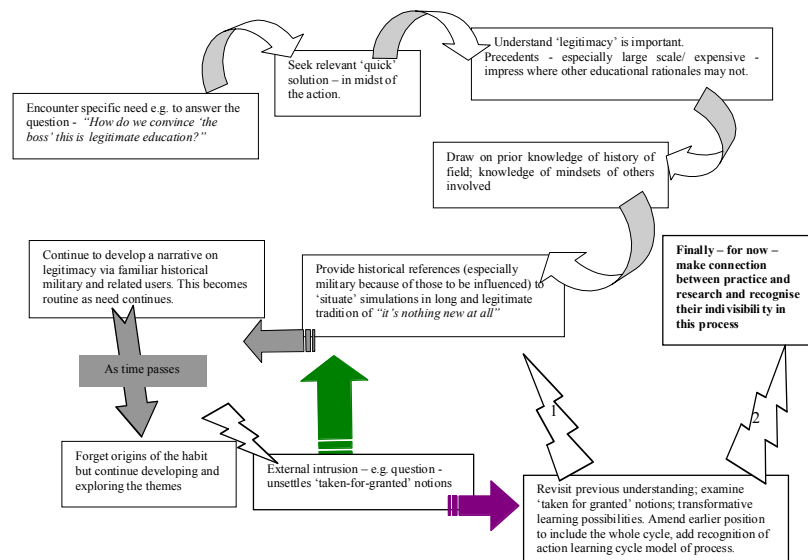 Encounter specific need e.g. to answer the
question - “How do we convince ‘the
boss’ this is legitimate education?”
Seek relevant ‘quick’
solution – in midst of
the action.
Understand ‘legitimacy’ is important.
Precedents - especially large scale/ expensive -
impress where other educational rationales may not.
Draw on prior knowledge of history of
field; knowledge of mindsets of others
involved
Provide historical references (especially
military because of those to be influenced) to
‘situate’ simulations in long and legitimate
tradition of “it’s nothing new at all”
Continue to develop a narrative on
legitimacy via familiar historical
military and related users. This becomes
routine as need continues.
As time passes
Forget origins of the habit
but continue developing and
exploring the themes
External intrusion – e.g. question -
unsettles ‘taken-for-granted’ notions
1
Revisit previous understanding; examine
‘taken for granted’ notions; transformative
learning possibilities. Amend earlier position
to include the whole cycle, add recognition of
action learning cycle model of process.
2
Finally – for now –
make connection
between practice and
research and recognise
their indivisibility in
this process